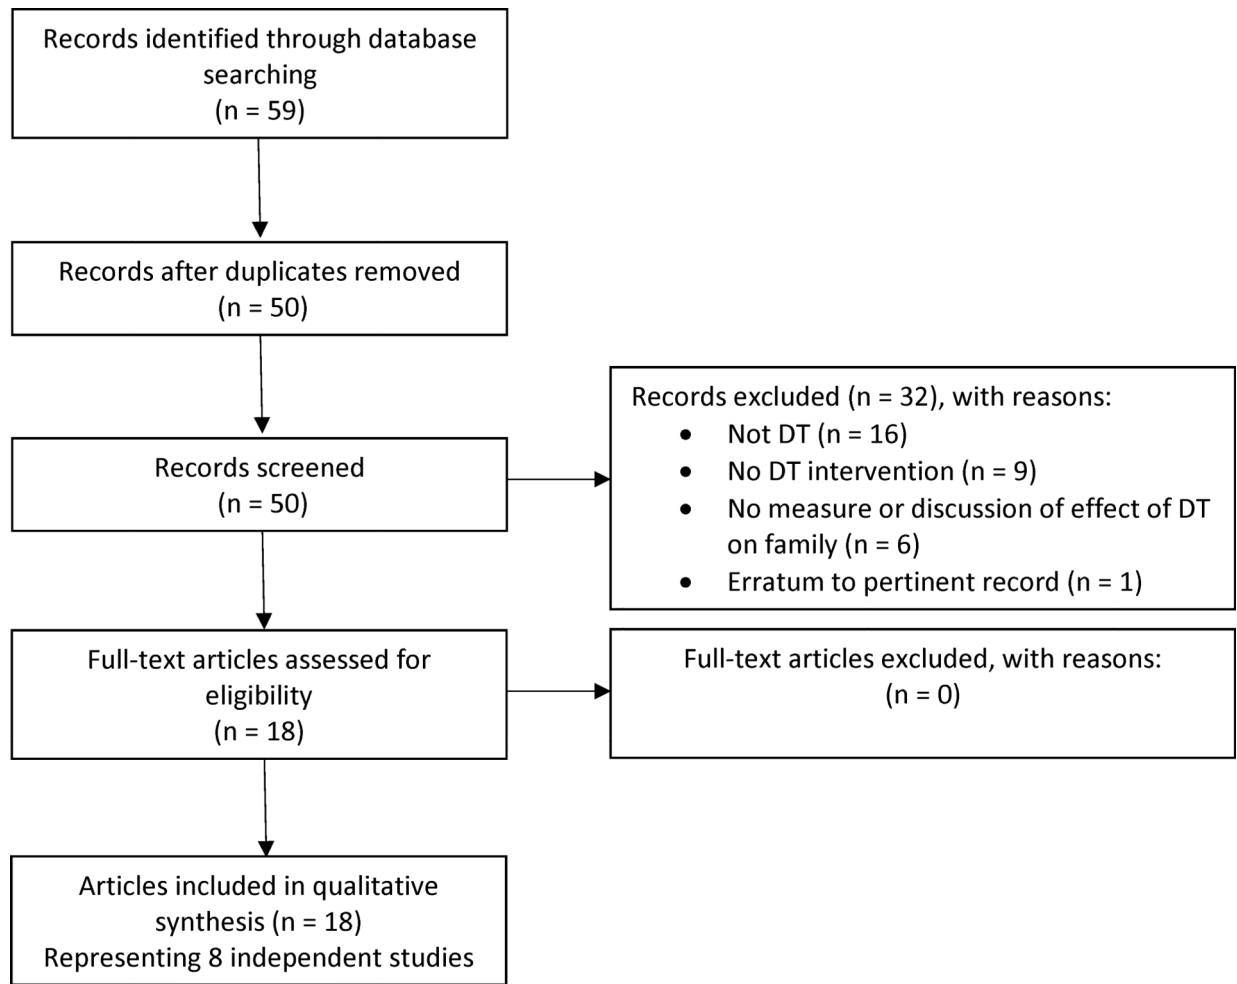 Records identified through database
searching
(n = 59)
Records after duplicates removed
(n = 50)
Records screened
(n = 50)
Records excluded (n = 32), with reasons:
• Not DT (n = 16)
• No DT intervention (n = 9)
• No measure or discussion of effect of DT
on family (n = 6)
• Erratum to pertinent record (n = 1)
Full-text articles assessed for
eligibility
(n = 18)
Full-text articles excluded, with reasons:
(n = 0)
Articles included in qualitative
synthesis (n = 18)
Representing 8 independent studies